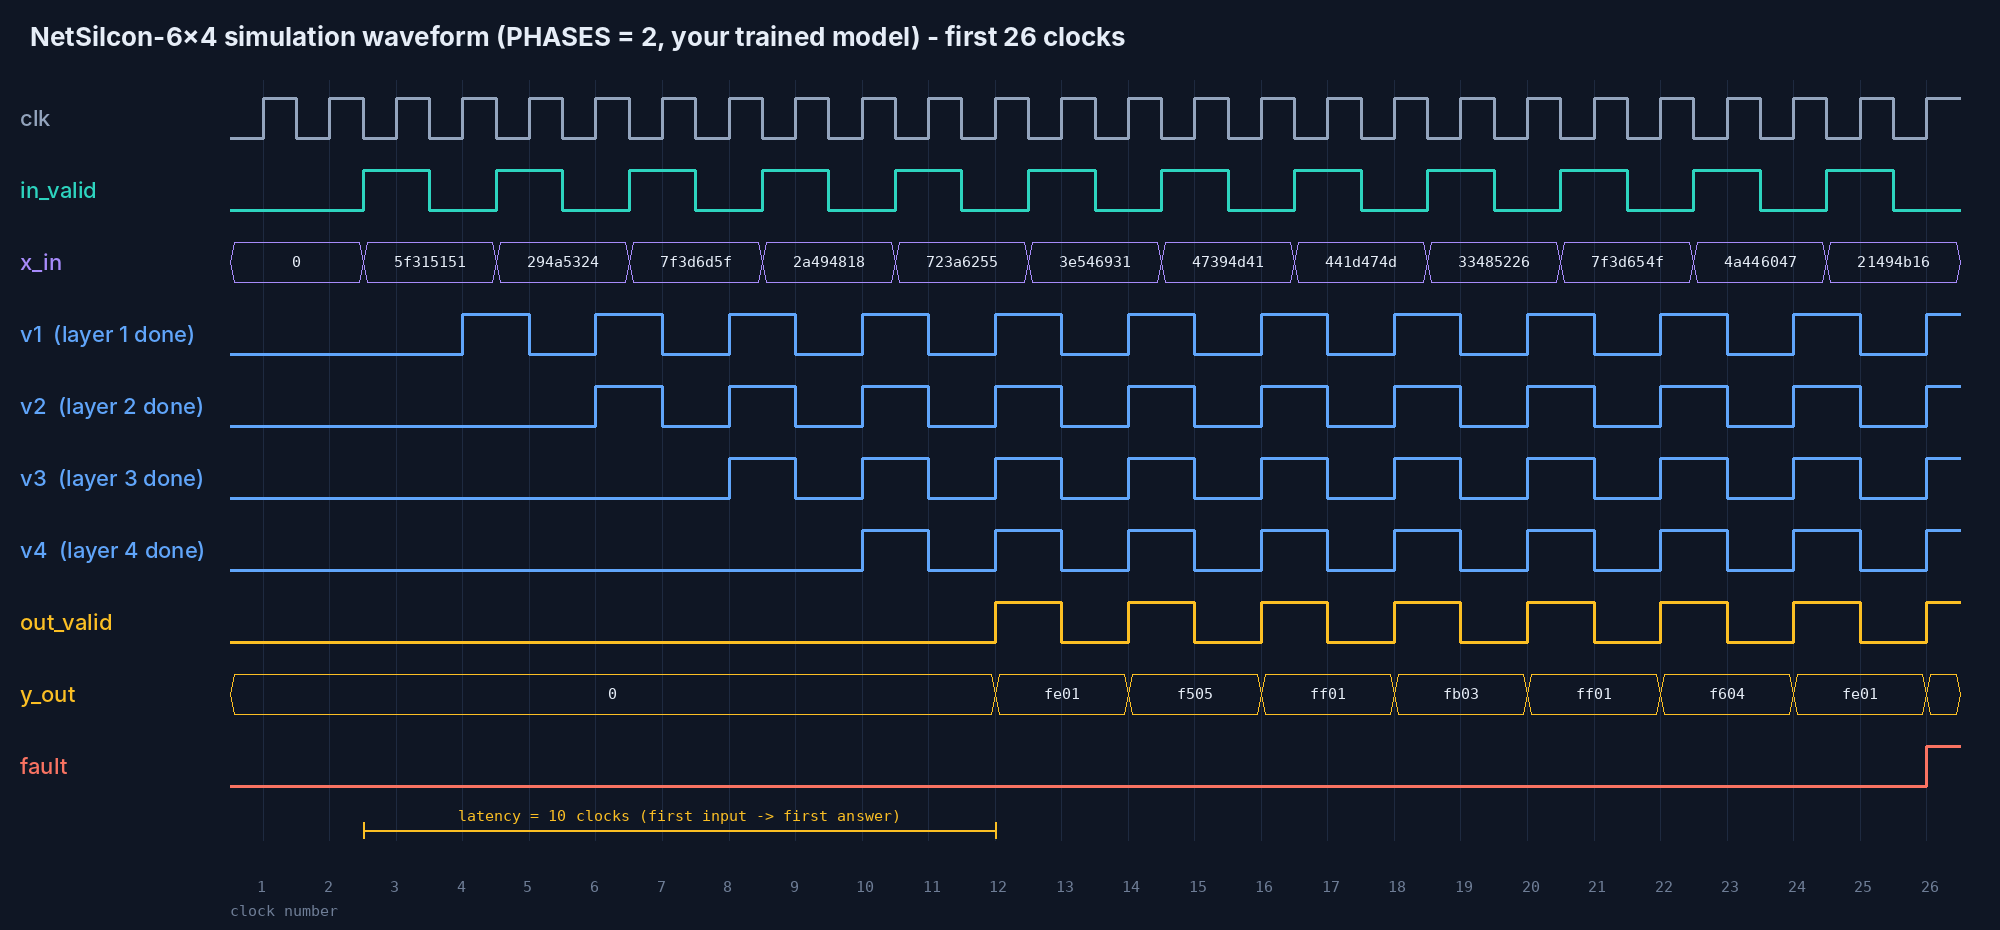 NetSilcon-6×4 simulation waveform (PHASES = 2, your trained model) - first 26 clocks
clk
in_valid
x_in 0 5f315151 294a5324 7f3d6d5f 2a494818 723a6255 3e546931 47394d41 441d474d 33485226 7f3d654f 4a446047 21494b16
v1 (layer 1 done)
v2 (layer 2 done)
v3 (layer 3 done)
v4 (layer 4 done)
out_valid
y_out 0 fe01 f505 ff01 fb03 ff01 f604 fe01
fault
latency = 10 clocks (first input -> first answer)
1 2 3 4 5 6 7 8 9 10 11 12 13 14 15 16 17 18 19 20 21 22 23 24 25 26
clock number